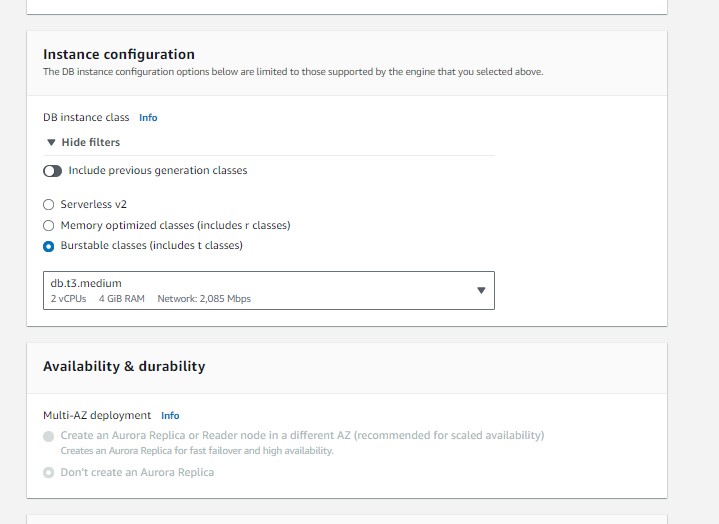 Instance configuration
The DB instance configuration options below are limited to those supported by the engine that you selected above.
DB instance class Info
Hide filters
Include previous generation classes
Serverless v2
Memory optimized classes (includes r classes)
Burstable classes (includes t classes)
db.t3.medium
2 vCPUs 4 GiB RAM Network: 2,085 Mbps
Availability & durability
Multi-AZ deployment Info
Create an Aurora Replica or Reader node in a different AZ (recommended for scaled availability)
Creates an Aurora Replica for fast failover and high availability.
Don't create an Aurora Replica